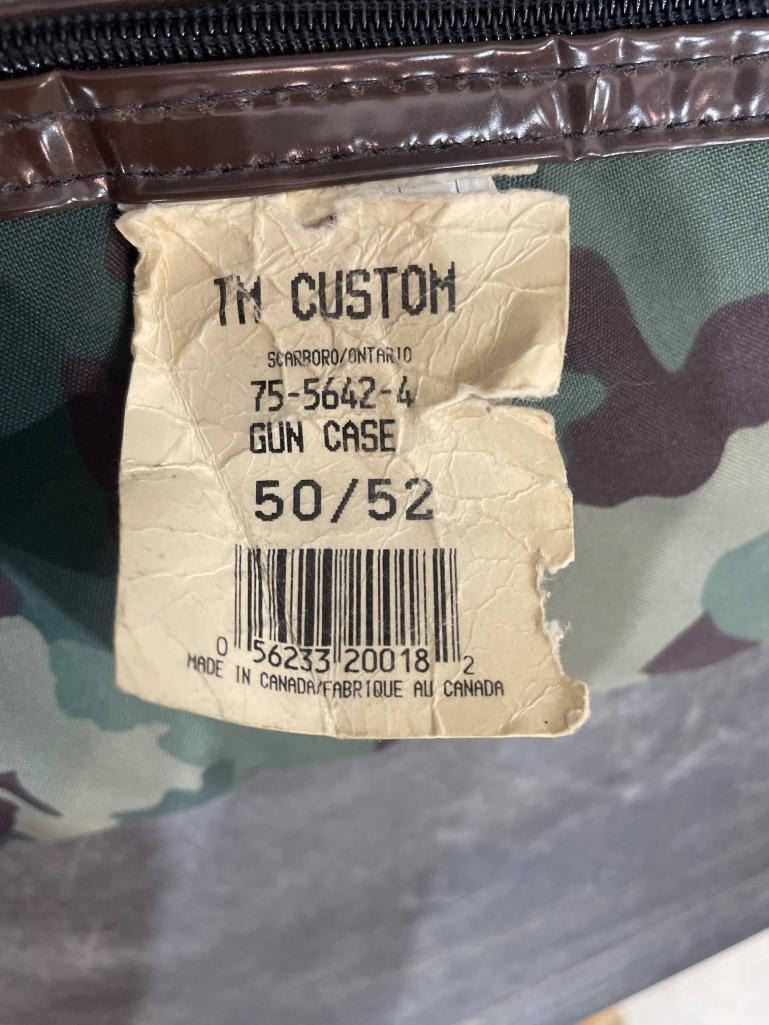 TM CUSTOM
SCARBORO/ONTARIO
75-5642-4
GUN CASE
50/52
0 56233 20018 2
MADE IN CANADA/FABRIQUE AU CANADA